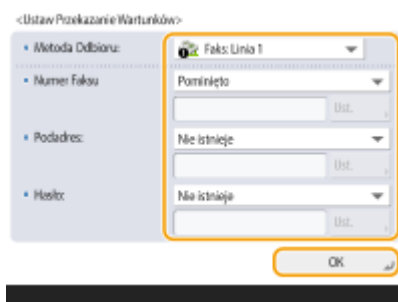 <Ustaw Przekazanie Wartunków>
Metoda Odbioru:
Faks: Linia 1
Numer Faksu
Pominięto
Ust.
Podadres:
Nie istnieje
Ust.
Hasło:
Nie istnieje
Ust.
OK